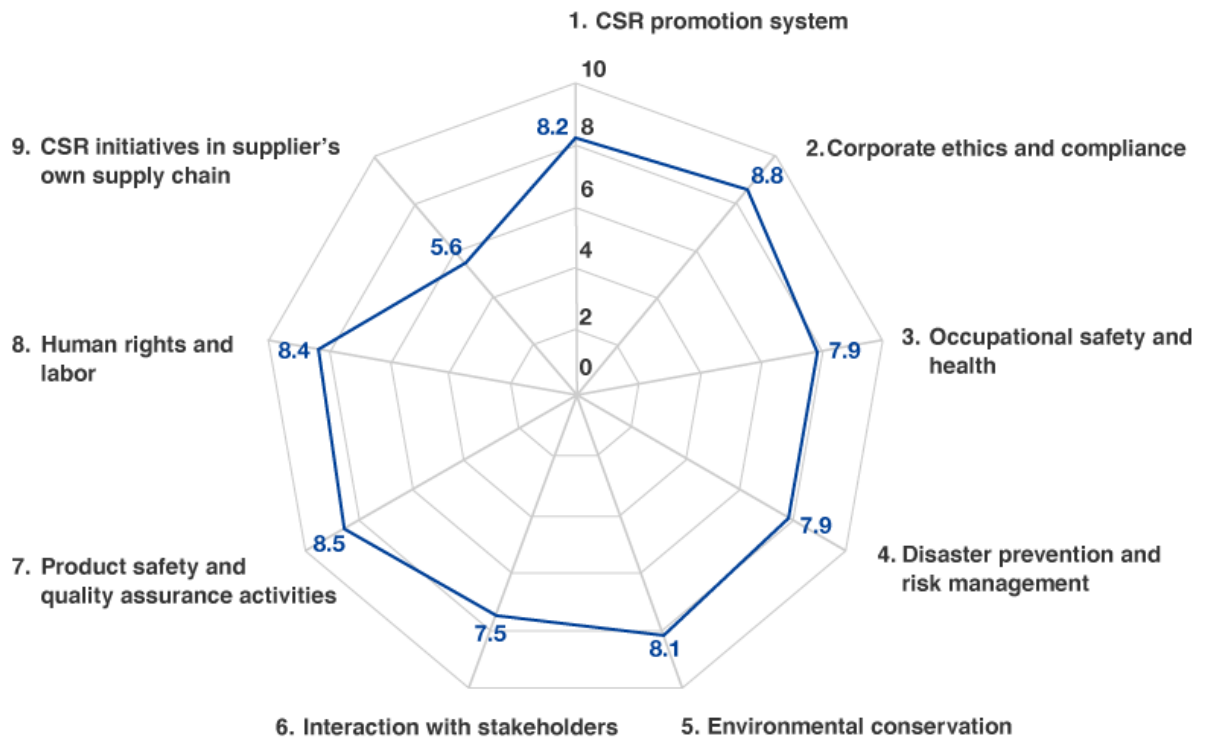 1. CSR promotion system
10
8.2
8
6
4
2
0
2.Corporate ethics and compliance
8.8
3. Occupational safety and
health
7.9
4. Disaster prevention and
risk management
7.9
5. Environmental conservation
8.1
6. Interaction with stakeholders
7.5
7. Product safety and
quality assurance activities
8.5
8. Human rights and
labor
8.4
9. CSR initiatives in supplier’s
own supply chain
5.6